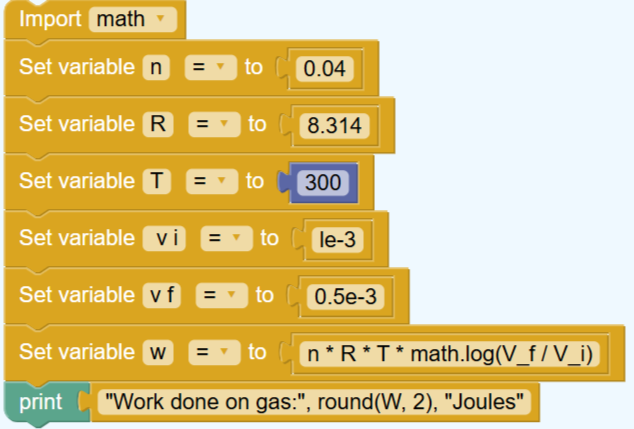 Import math
Set variable n = to 0.04
Set variable R = to 8.314
Set variable T = to 300
Set variable v i = to le-3
Set variable v f = to 0.5e-3
Set variable w = to n * R * T * math.log(V_f / V_i)
print "Work done on gas:", round(W, 2), "Joules"